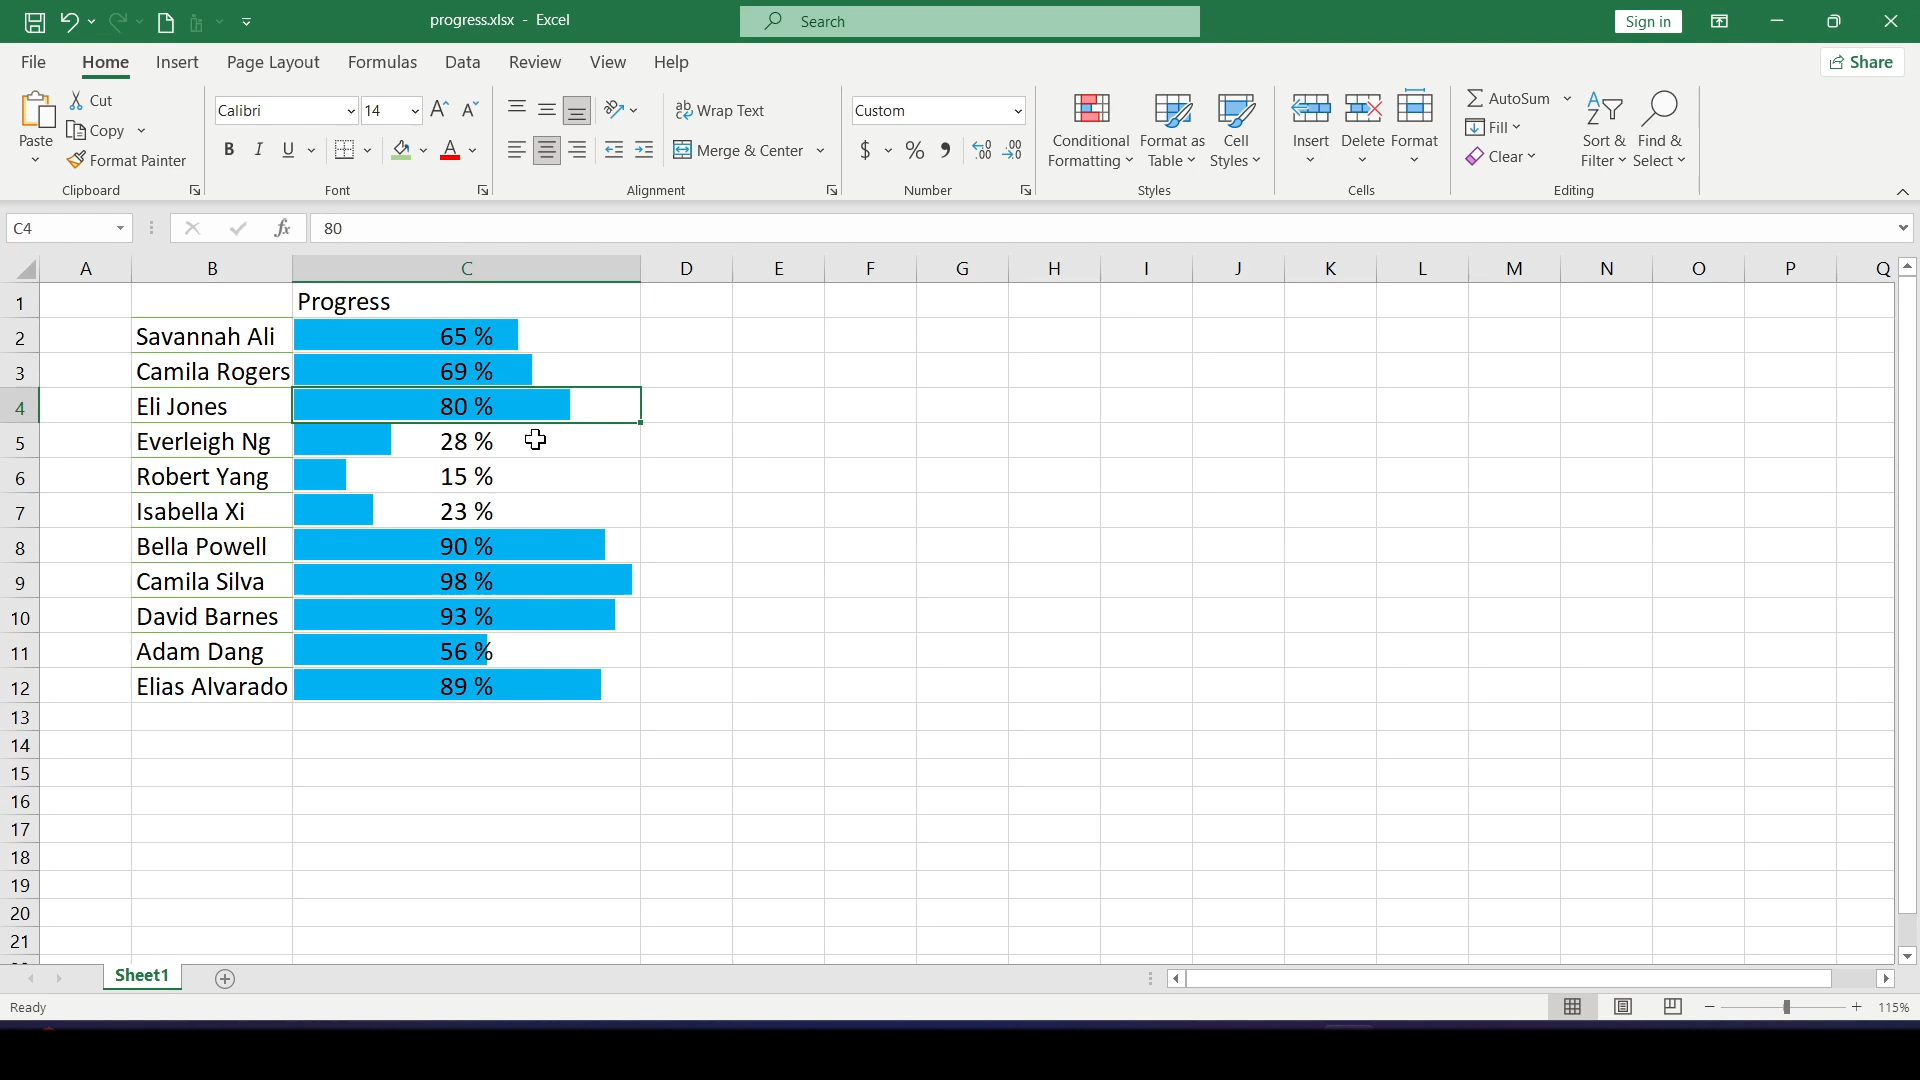 progress.xlsx - Excel
Search
Sign in
File Home Insert Page Layout Formulas Data Review View Help
Share
Paste
Cut
Copy
Format Painter
Clipboard
Calibri 14
B I U A
Font
Wrap Text
Merge & Center
Alignment
Custom
$ % ,
Number
Conditional Formatting
Format as Table
Cell Styles
Styles
Insert Delete Format
Cells
AutoSum
Fill
Clear
Sort & Filter
Find & Select
Editing
C4 fx 80
A B C D E F G H I J K L M N O P Q
1 Progress
2 Savannah Ali 65 %
3 Camila Rogers 69 %
4 Eli Jones 80 %
5 Everleigh Ng 28 %
6 Robert Yang 15 %
7 Isabella Xi 23 %
8 Bella Powell 90 %
9 Camila Silva 98 %
10 David Barnes 93 %
11 Adam Dang 56 %
12 Elias Alvarado 89 %
13
14
15
16
17
18
19
20
21
Sheet1
Ready
115%